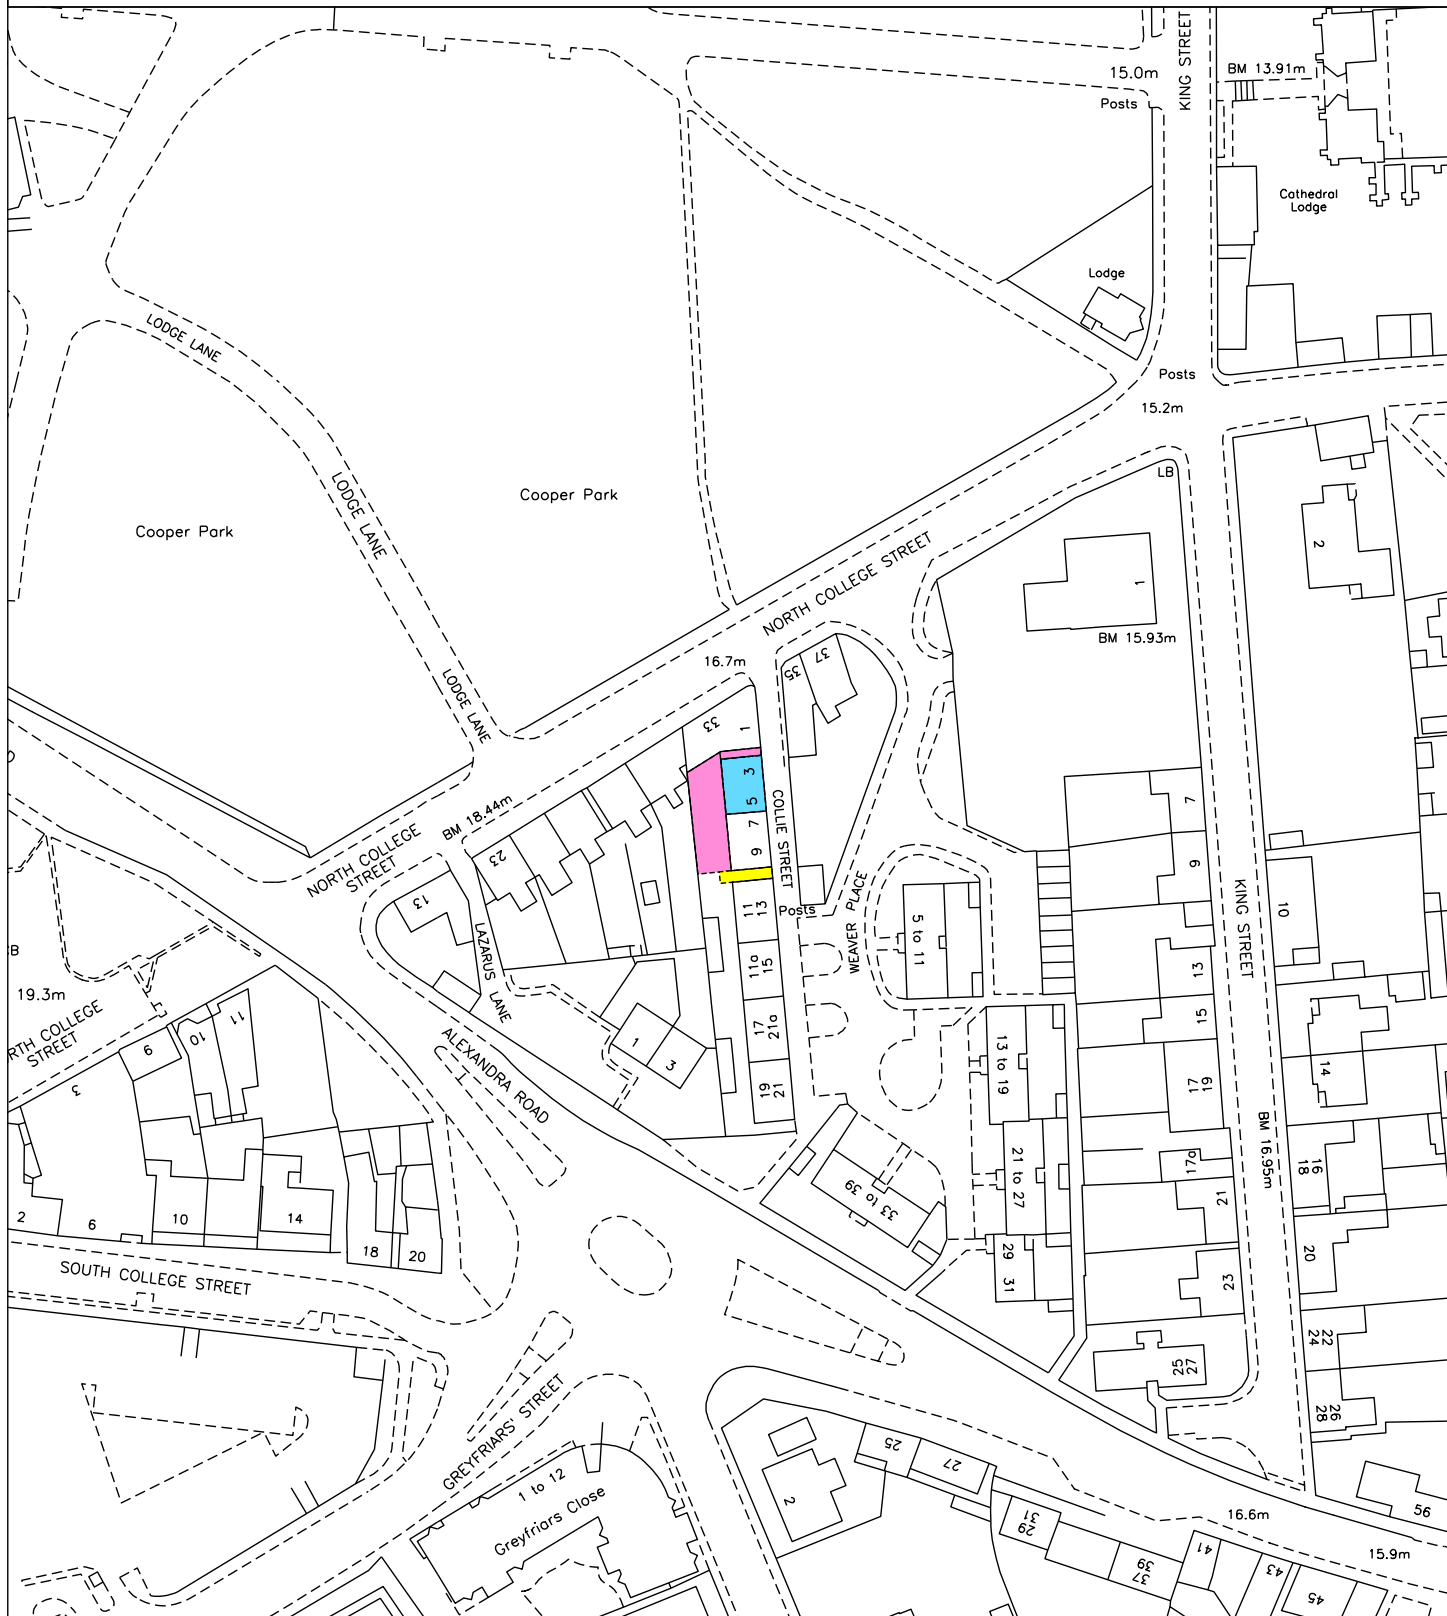 KING STREET
15.0m
BM 13.91m
Posts
Cathedral
Lodge
Lodge
LODGE LANE
Posts
15.2m
LB
LODGE LANE
Cooper Park
Cooper Park
NORTH COLLEGE STREET
2
1
BM 15.93m
16.7m
35
37
LODGE LANE
33
1
3
5
7
9
COLLIE STREET
BM 18.44m
NORTH COLLEGE
STREET
23
13
LAZARUS LANE
Posts
WEAVER PLACE
11
13
11a
15
17
21a
19
21
5 to 11
7
9
13
15
17
19
17a
21
23
25
27
KING STREET
BM 16.95m
10
14
16
18
20
22
24
26
28
B
19.3m
RTH COLLEGE
STREET
3
9
10
11
ALEXANDRA ROAD
1
3
13 to 19
21 to 27
29
31
33 to 39
2
6
10
14
18
20
SOUTH COLLEGE STREET
GREYFRIARS' STREET
1 to 12
Greyfriars Close
2
25
27
29
31
37
39
41
43
45
95
16.6m
15.9m